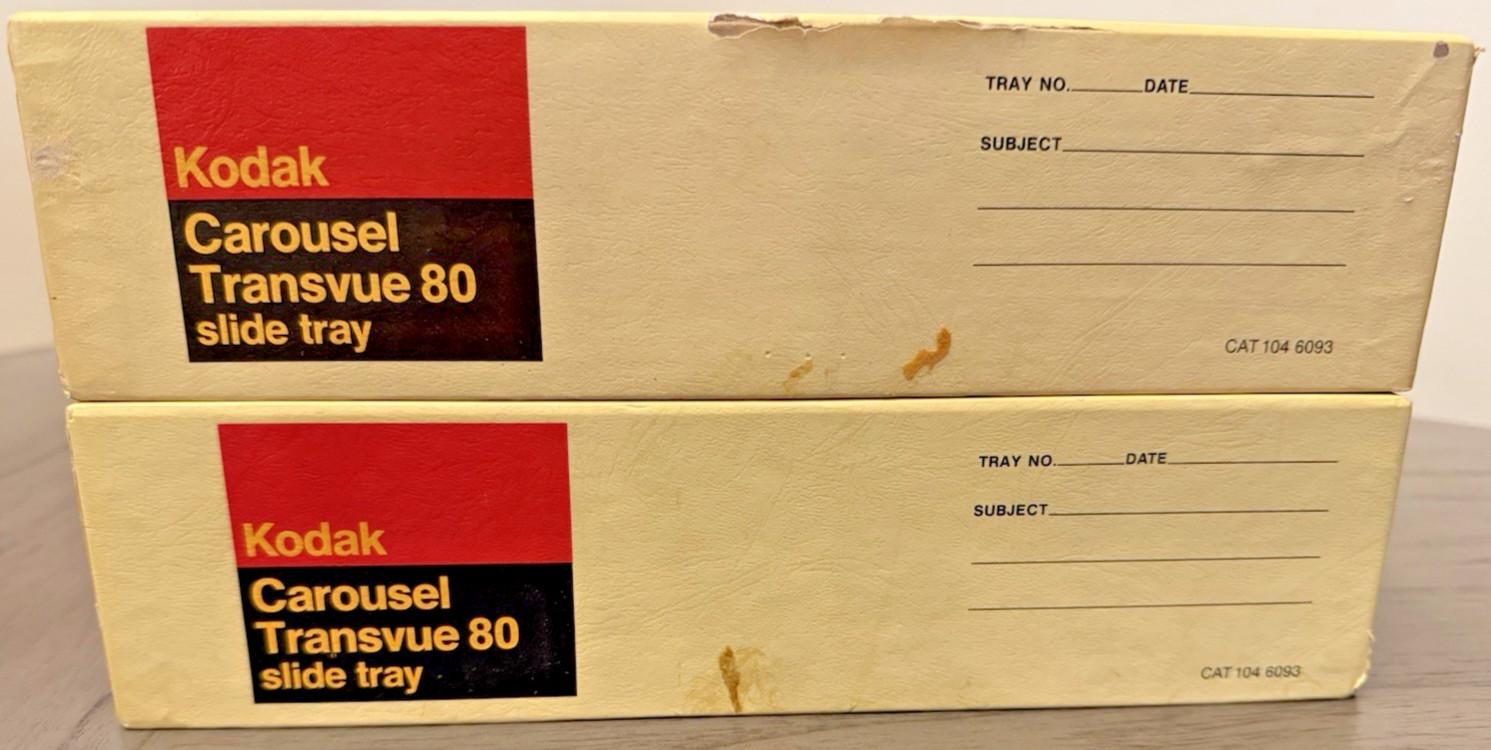 Kodak
Carousel
Transvue 80
slide tray
TRAY NO. DATE
SUBJECT
CAT 104 6093
Kodak
Carousel
Transvue 80
slide tray
TRAY NO. DATE
SUBJECT
CAT 104 6093